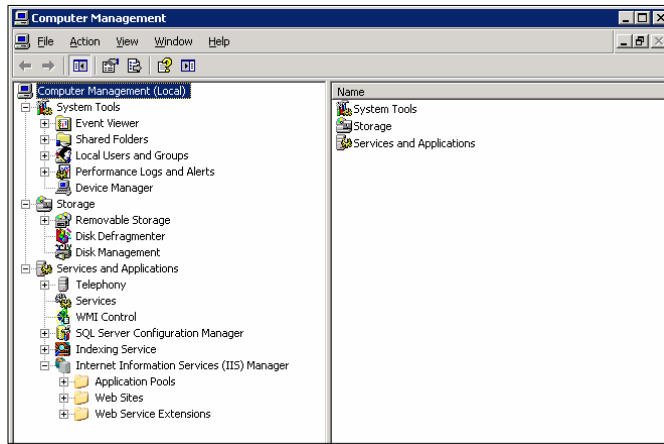 Computer Management
File Action View Window Help
Computer Management (Local)
System Tools
Event Viewer
Shared Folders
Local Users and Groups
Performance Logs and Alerts
Device Manager
Storage
Removable Storage
Disk Defragmenter
Disk Management
Services and Applications
Telephony
Services
WMI Control
SQL Server Configuration Manager
Indexing Service
Internet Information Services (IIS) Manager
Application Pools
Web Sites
Web Service Extensions
Name
System Tools
Storage
Services and Applications